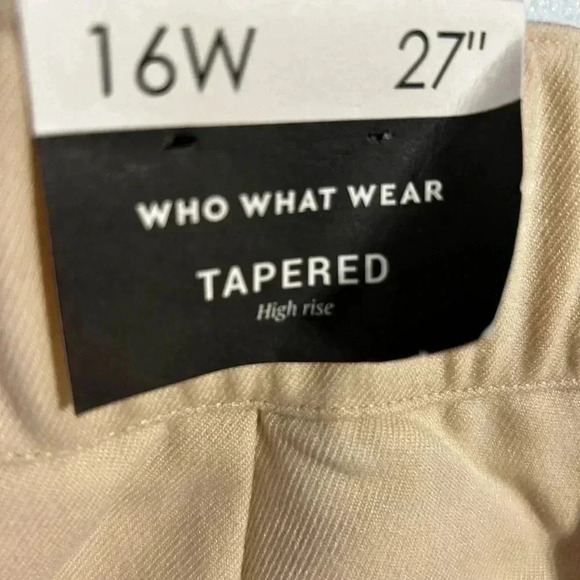 16W 27"
WHO WHAT WEAR
TAPERED
High rise